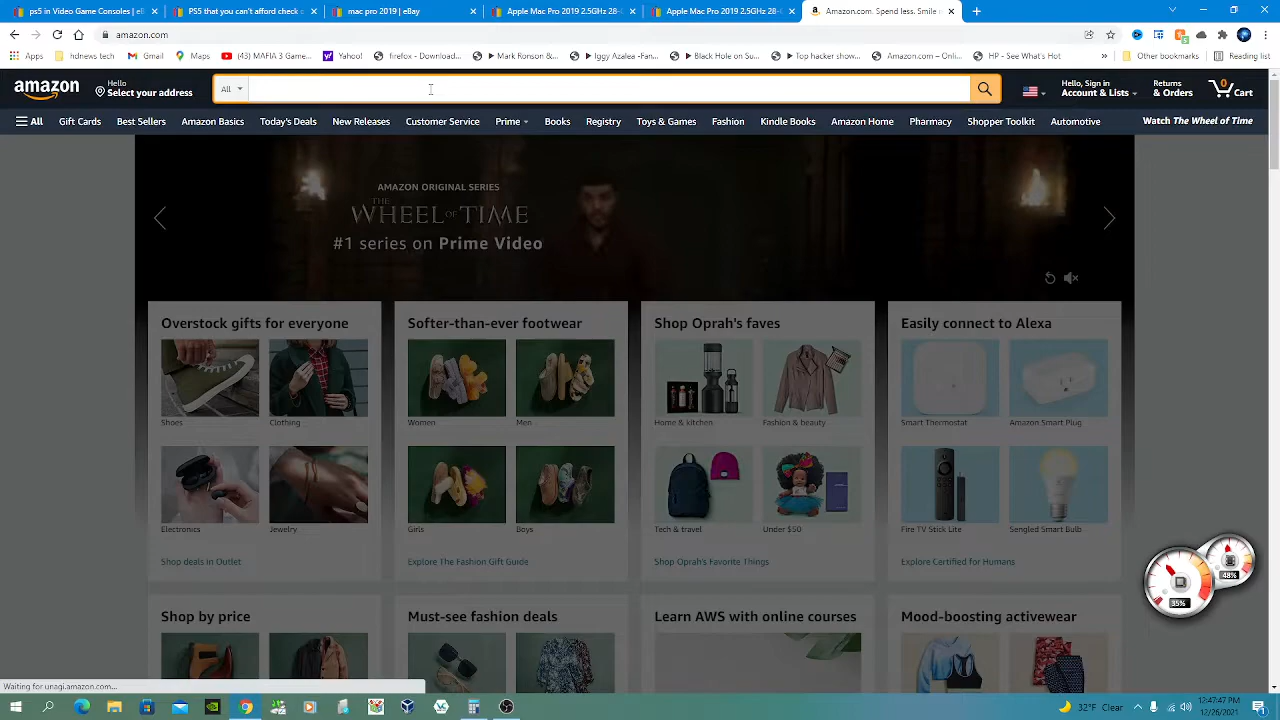 ps5 in Video Game Consoles | e
PS5 that you can't afford check o
mac pro 2019 | eBay
Apple Mac Pro 2019 2.5GHz 28-
Apple Mac Pro 2019 2.5GHz 28-
Amazon.com. Spend less. Smile
amazon.com
Apps
hdnews tech
Gmail
Maps
(43) MAFIA 3 Game...
Yahoo!
firefox - Download...
Mark Ronson &...
Iggy Azalea -Fan...
Black Hole on Su...
Top hacker show...
Amazon.com – Onli...
HP - See What's Hot
»
Other bookmarks
Reading list
amazon
Hello
Select your address
All
Hello, Sign in
Account & Lists
Returns
& Orders
0
Cart
All
Gift Cards
Best Sellers
Amazon Basics
Today's Deals
New Releases
Customer Service
Prime
Books
Registry
Toys & Games
Fashion
Kindle Books
Amazon Home
Pharmacy
Shopper Toolkit
Automotive
Watch The Wheel of Time
AMAZON ORIGINAL SERIES
THE WHEEL OF TIME
#1 series on Prime Video
Overstock gifts for everyone
Softer-than-ever footwear
Shop Oprah's faves
Easily connect to Alexa
Shoes
Clothing
Women
Men
Home & kitchen
Fashion & beauty
Smart Thermostat
Amazon Smart Plug
Electronics
Jewelry
Girls
Boys
Tech & travel
Under $50
Fire TV Stick Lite
Sengled Smart Bulb
Shop deals in Outlet
Explore The Fashion Gift Guide
Shop Oprah's Favorite Things
Explore Certified for Humans
48%
35%
Shop by price
Must-see fashion deals
Learn AWS with online courses
Mood-boosting activewear
Waiting for unagi.amazon.com...
32°F Clear
12:47:47 PM
12/26/2021